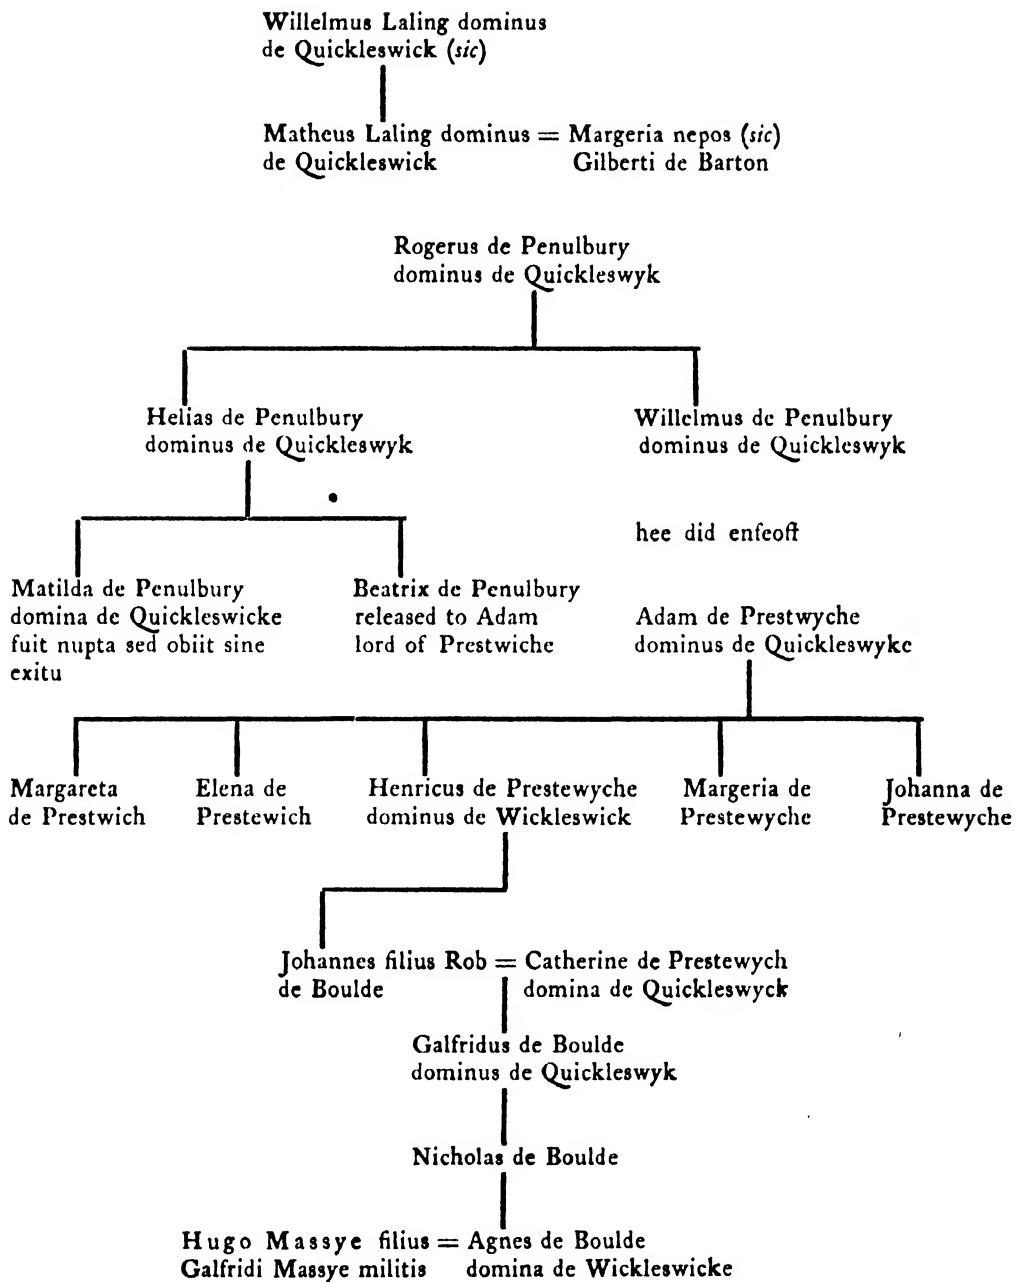 Willelmus Laling dominus
de Quickleswick (sic)
Matheus Laling dominus = Margeria nepos (sic)
de Quickleswick Gilberti de Barton
Rogerus de Penulbury
dominus de Quickleswyk
Helias de Penulbury
dominus de Quickleswyk
Willelmus de Penulbury
dominus de Quickleswyk
hee did enfeoff
Matilda de Penulbury
domina de Quickleswicke
fuit nupta sed obiit sine
exitu
Beatrix de Penulbury
released to Adam
lord of Prestwiche
Adam de Prestwyche
dominus de Quickleswyke
Margareta
de Prestwich
Elena de
Prestewich
Henricus de Prestewyche
dominus de Wickleswick
Margeria de
Prestewyche
Johanna de
Prestewyche
Johannes filius Rob = Catherine de Prestewych
de Boulde domina de Quickleswyck
Galfridus de Boulde
dominus de Quickleswyk
Nicholas de Boulde
Hugo Massye filius = Agnes de Boulde
Galfridi Massye militis domina de Wickleswicke